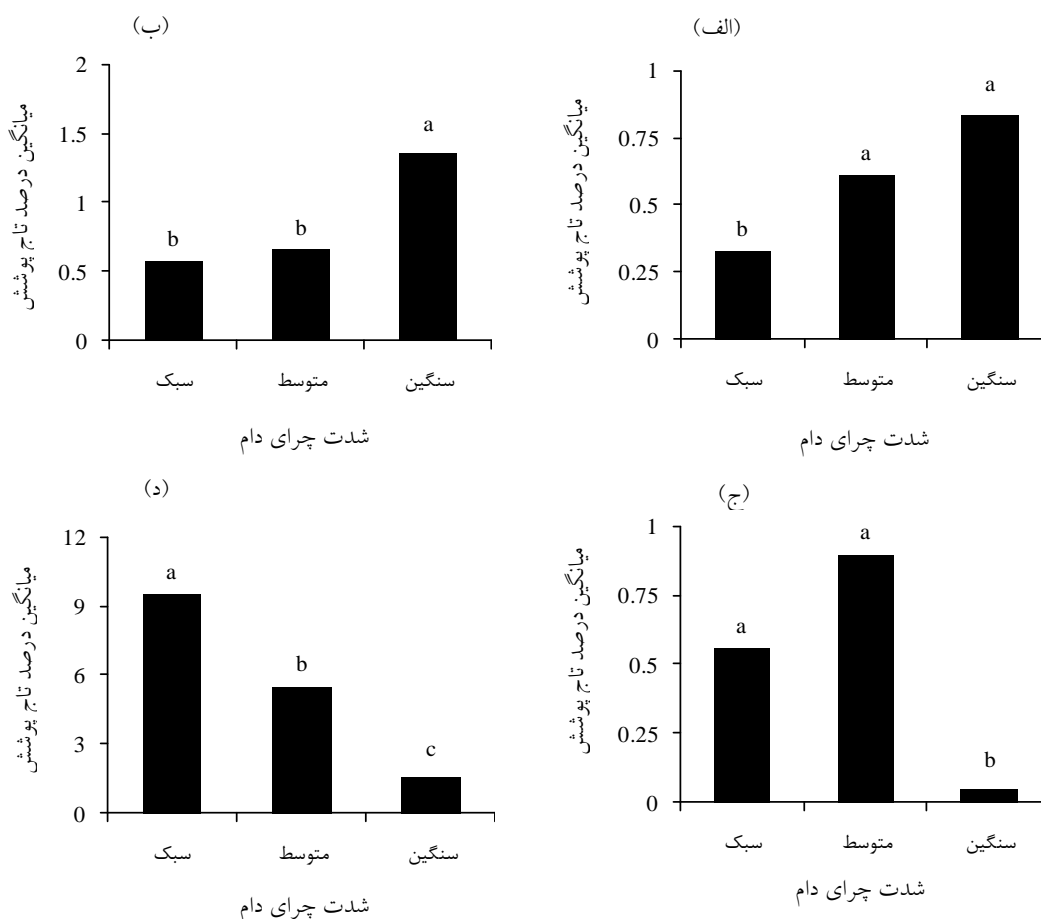 (الف)
میانگین درصد تاج پوشش
1
0.75
0.5
0.25
0
b
a
a
سبک
متوسط
سنگین
شدت چرای دام
(ب)
میانگین درصد تاج پوشش
2
1.5
1
0.5
0
b
b
a
سبک
متوسط
سنگین
شدت چرای دام
(ج)
میانگین درصد تاج پوشش
1
0.75
0.5
0.25
0
a
a
b
سبک
متوسط
سنگین
شدت چرای دام
(د)
میانگین درصد تاج پوشش
12
9
6
3
0
a
b
c
سبک
متوسط
سنگین
شدت چرای دام